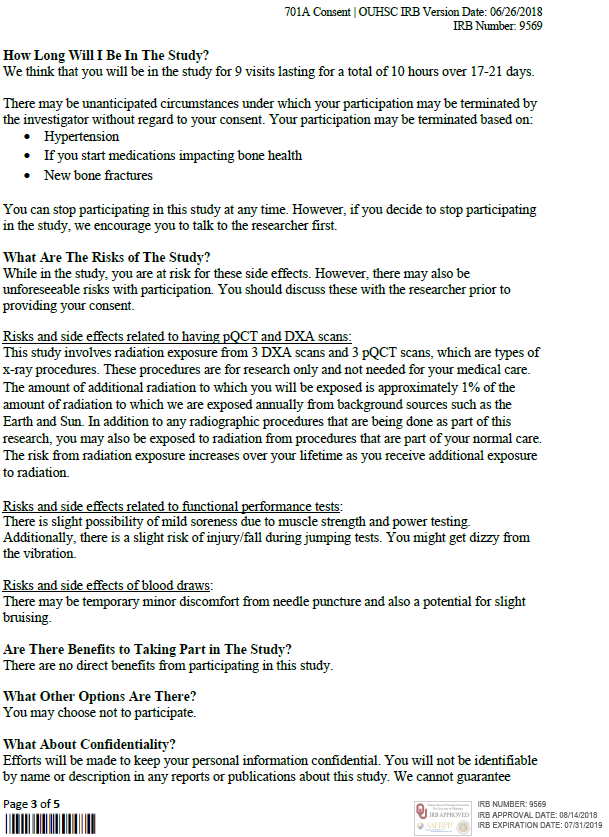 701A Consent | OUHSC IRB Version Date: 06/26/2018
IRB Number: 9569
How Long Will I Be In The Study?
We think that you will be in the study for 9 visits lasting for a total of 10 hours over 17-21 days.
There may be unanticipated circumstances under which your participation may be terminated by
the investigator without regard to your consent. Your participation may be terminated based on:
• Hypertension
• If you start medications impacting bone health
• New bone fractures
You can stop participating in this study at any time. However, if you decide to stop participating
in the study, we encourage you to talk to the researcher first.
What Are The Risks of The Study?
While in the study, you are at risk for these side effects. However, there may also be
unforeseeable risks with participation. You should discuss these with the researcher prior to
providing your consent.
Risks and side effects related to having pQCT and DXA scans:
This study involves radiation exposure from 3 DXA scans and 3 pQCT scans, which are types of
x-ray procedures. These procedures are for research only and not needed for your medical care.
The amount of additional radiation to which you will be exposed is approximately 1% of the
amount of radiation to which we are exposed annually from background sources such as the
Earth and Sun. In addition to any radiographic procedures that are being done as part of this
research, you may also be exposed to radiation from procedures that are part of your normal care.
The risk from radiation exposure increases over your lifetime as you receive additional exposure
to radiation.
Risks and side effects related to functional performance tests:
There is slight possibility of mild soreness due to muscle strength and power testing.
Additionally, there is a slight risk of injury/fall during jumping tests. You might get dizzy from
the vibration.
Risks and side effects of blood draws:
There may be temporary minor discomfort from needle puncture and also a potential for slight
bruising.
Are There Benefits to Taking Part in The Study?
There are no direct benefits from participating in this study.
What Other Options Are There?
You may choose not to participate.
What About Confidentiality?
Efforts will be made to keep your personal information confidential. You will not be identifiable
by name or description in any reports or publications about this study. We cannot guarantee
Page 3 of 5
IRB APPROVED
IRB NUMBER: 9569
IRB APPROVAL DATE: 08/14/2018
IRB EXPIRATION DATE: 07/31/2019